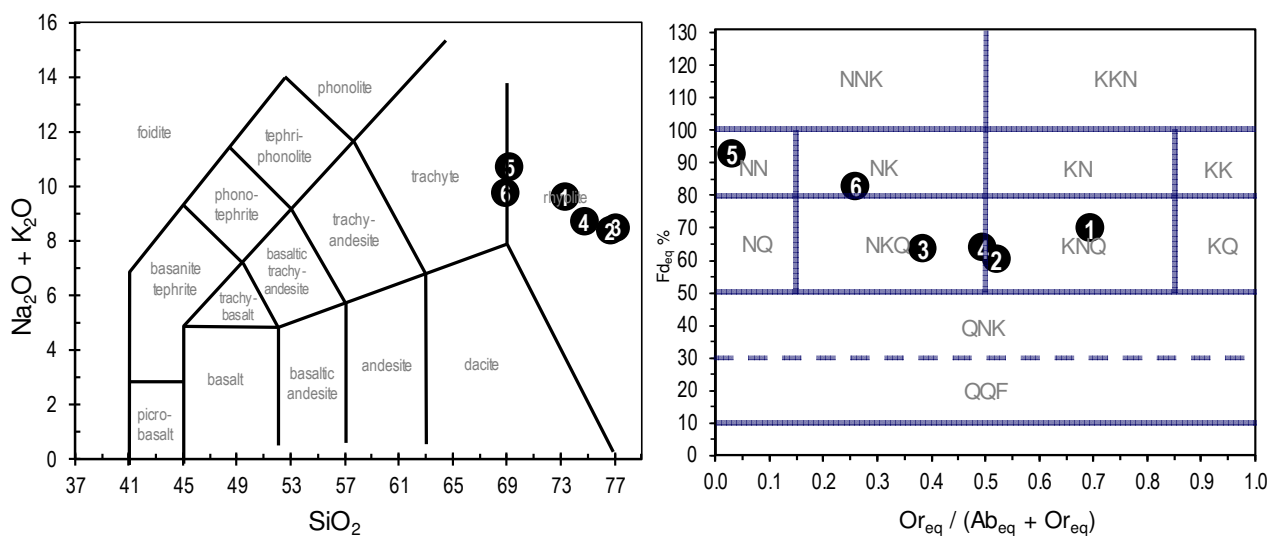 16
14
12
10
8
6
4
2
0
Na2O + K2O
phonolite
foidite
tephri-
phonolite
trachyte
5
6
1
rhyolite
4
2
3
phono-
tephrite
trachy-
andesite
basanite
tephrite
basaltic
trachy-
andesite
trachy-
basalt
basalt
basaltic
andesite
andesite
dacite
picro-
basalt
37 41 45 49 53 57 61 65 69 73 77
SiO2
130
120
110
100
90
80
70
60
50
40
30
20
10
0
Fdeq %
NNK KKN
5 NN NK KN KK
6
NQ NKQ 3 4 2 KNQ 1 KQ
QNK
QQF
0.0 0.1 0.2 0.3 0.4 0.5 0.6 0.7 0.8 0.9 1.0
Oreq / (Abeq + Oreq)